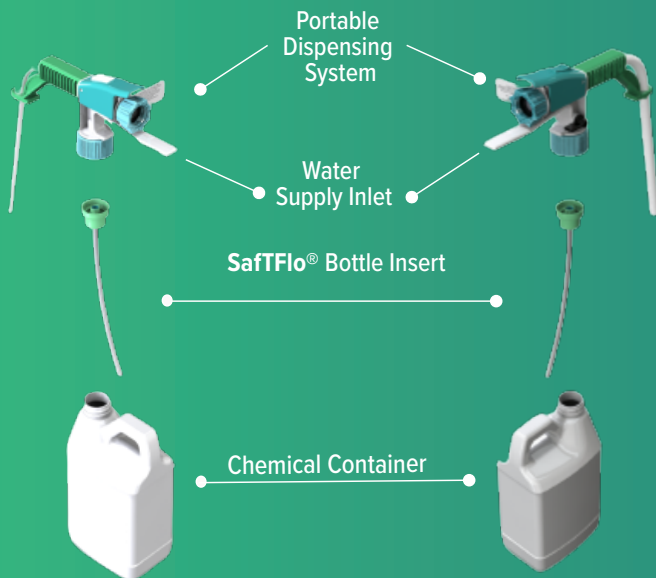 Portable
Dispensing
System
Water
Supply Inlet
SafTFlo® Bottle Insert
Chemical Container